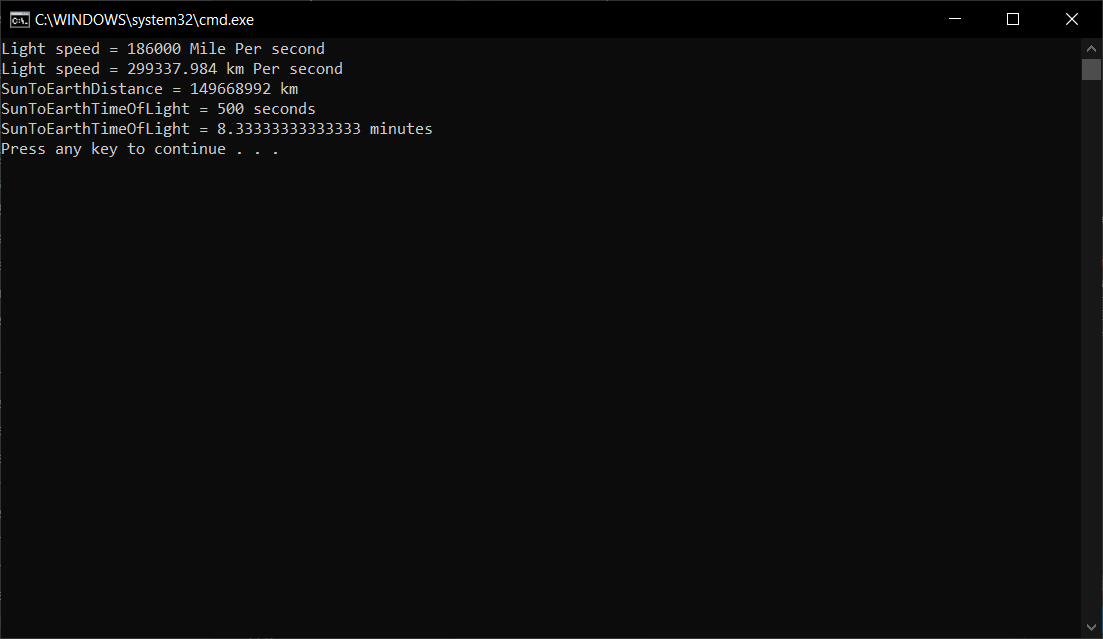 C:\WINDOWS\system32\cmd.exe
Light speed = 186000 Mile Per second
Light speed = 299337.984 km Per second
SunToEarthDistance = 149668992 km
SunToEarthTimeOfLight = 500 seconds
SunToEarthTimeOfLight = 8.33333333333333 minutes
Press any key to continue . . .